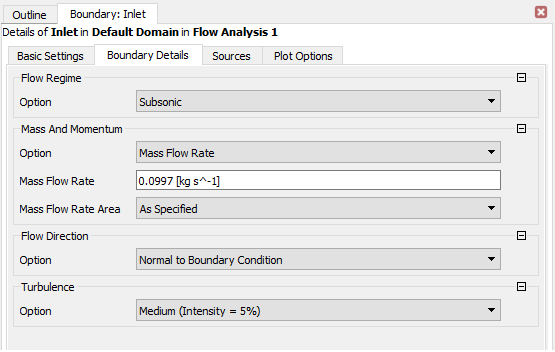 Outline
Boundary: Inlet
Details of Inlet in Default Domain in Flow Analysis 1
Basic Settings
Boundary Details
Sources
Plot Options
Flow Regime
Option
Subsonic
Mass And Momentum
Option
Mass Flow Rate
Mass Flow Rate
0.0997 [kg s^-1]
Mass Flow Rate Area
As Specified
Flow Direction
Option
Normal to Boundary Condition
Turbulence
Option
Medium (Intensity = 5%)